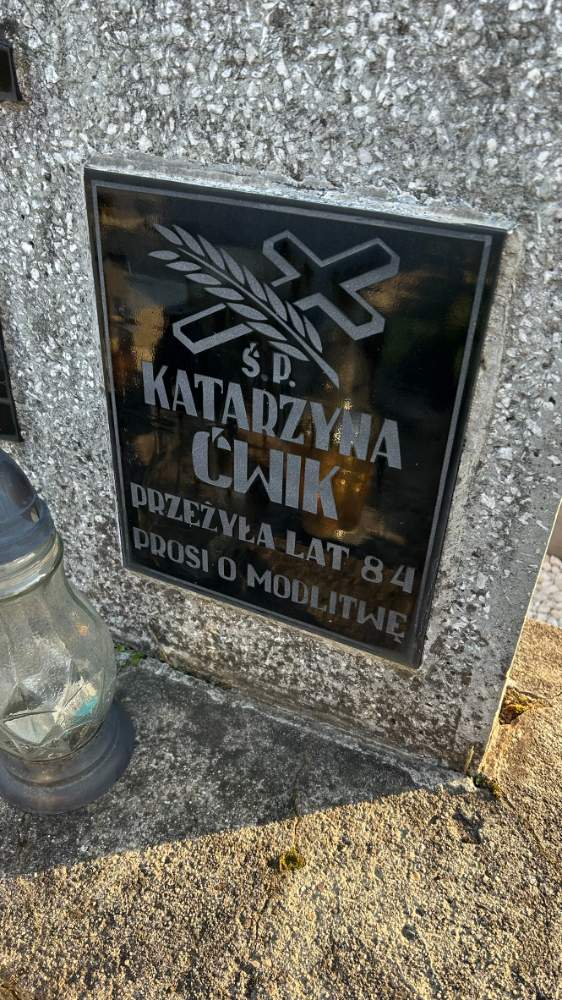 Ś.P.
KATARZYNA
ĆWIK
PRZEŻYŁA LAT 84
PROSI O MODLITWĘ